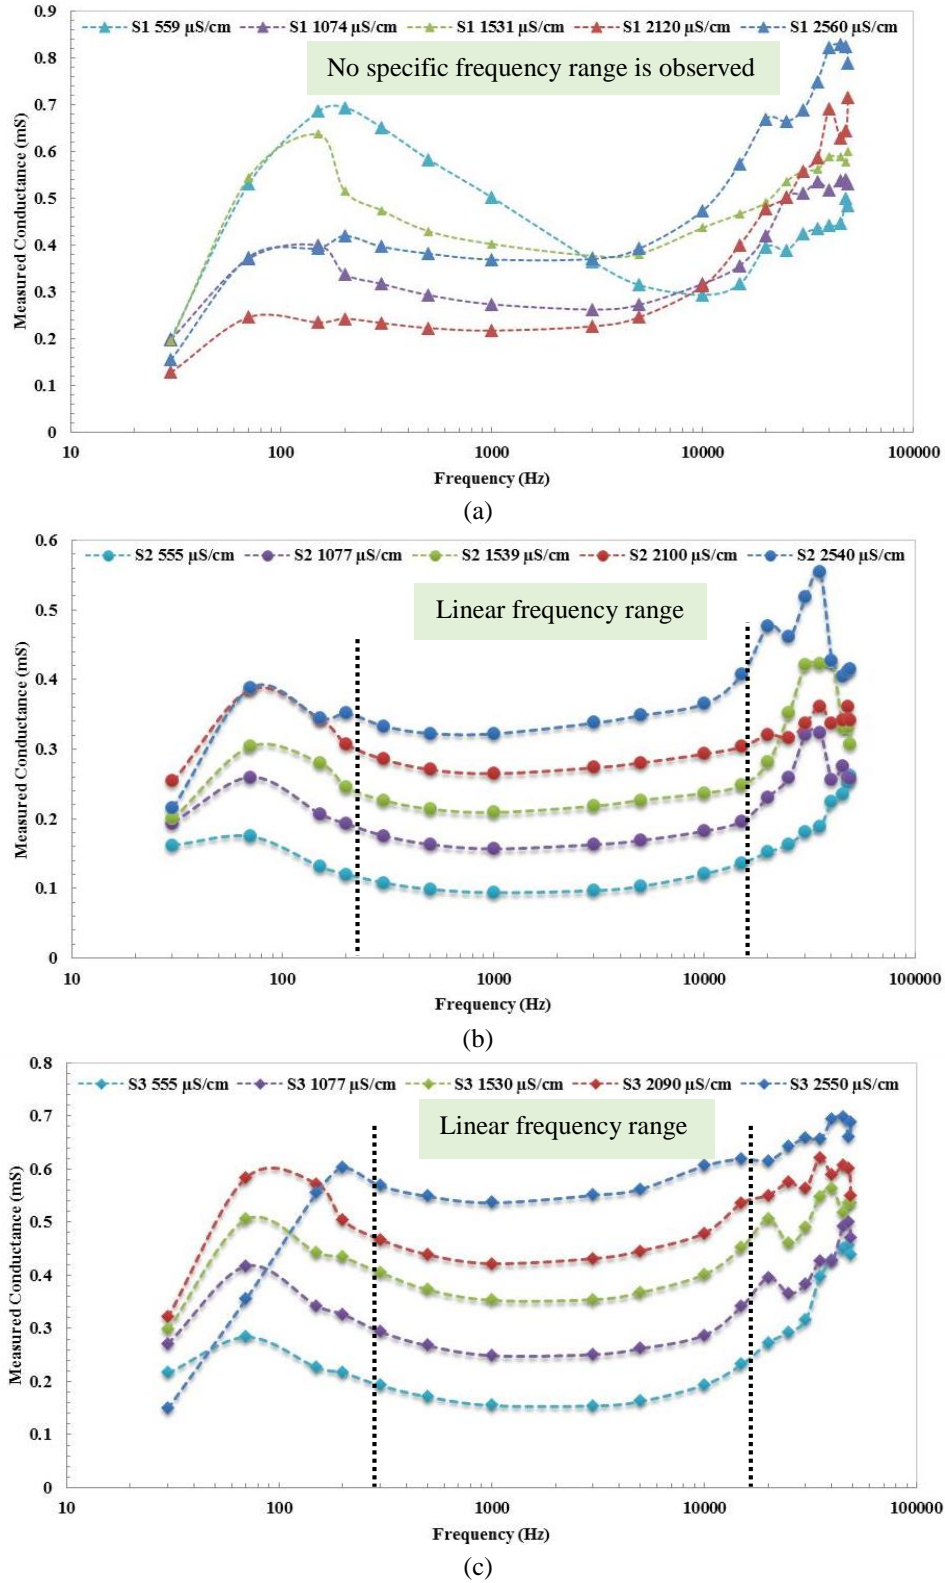 0.9
S1 559 µS/cm S1 1074 µS/cm S1 1531 µS/cm S1 2120 µS/cm S1 2560 µS/cm
No specific frequency range is observed
0.8
0.7
0.6
0.5
0.4
0.3
0.2
0.1
0
Measured Conductance (mS)
10 100 1000 10000 100000
Frequency (Hz)
(a)
0.6
S2 555 µS/cm S2 1077 µS/cm S2 1539 µS/cm S2 2100 µS/cm S2 2540 µS/cm
Linear frequency range
0.5
0.4
0.3
0.2
0.1
0
Measured Conductance (mS)
10 100 1000 10000 100000
Frequency (Hz)
(b)
0.8
S3 555 µS/cm S3 1077 µS/cm S3 1530 µS/cm S3 2090 µS/cm S3 2550 µS/cm
Linear frequency range
0.7
0.6
0.5
0.4
0.3
0.2
0.1
0
Measured Conductance (mS)
10 100 1000 10000 100000
Frequency (Hz)
(c)